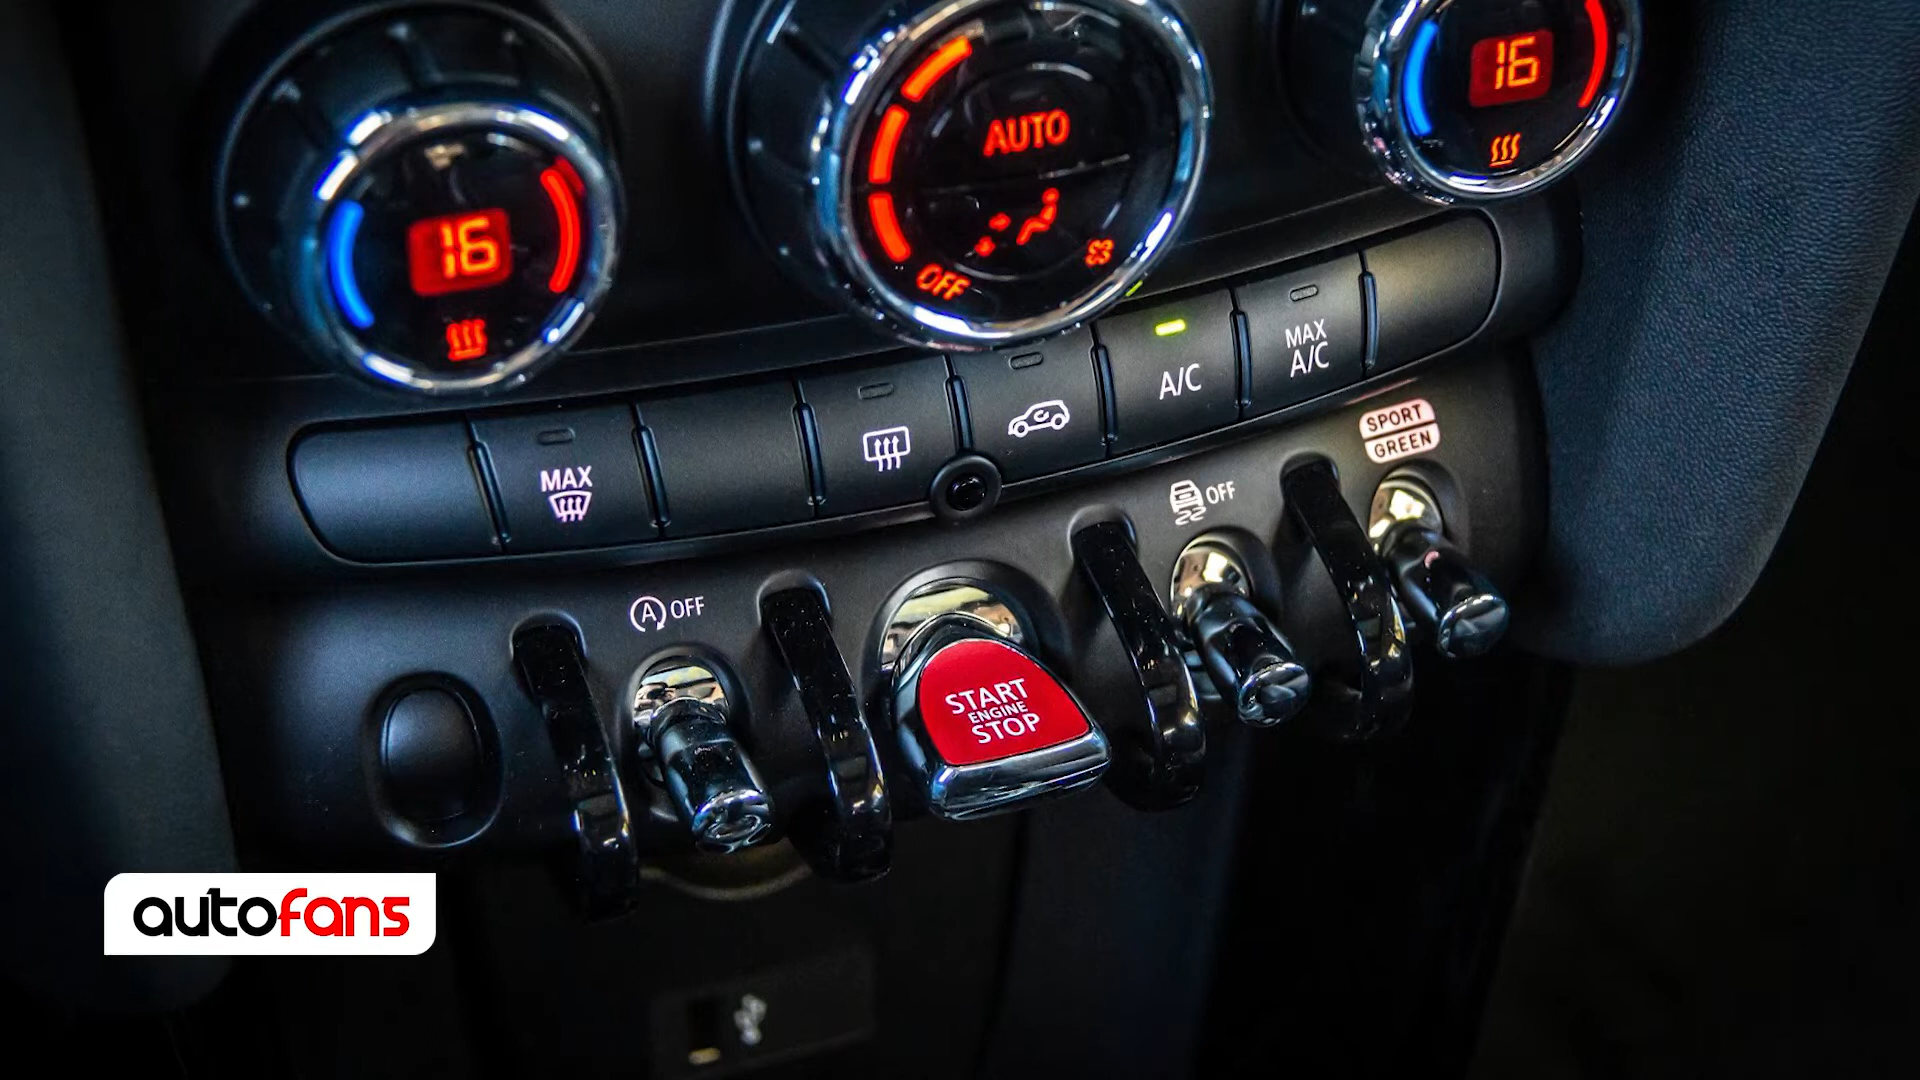 16
AUTO
OFF
16
MAX
A/C
MAX
A/C
SPORT
GREEN
OFF
A OFF
START
ENGINE
STOP
autofans